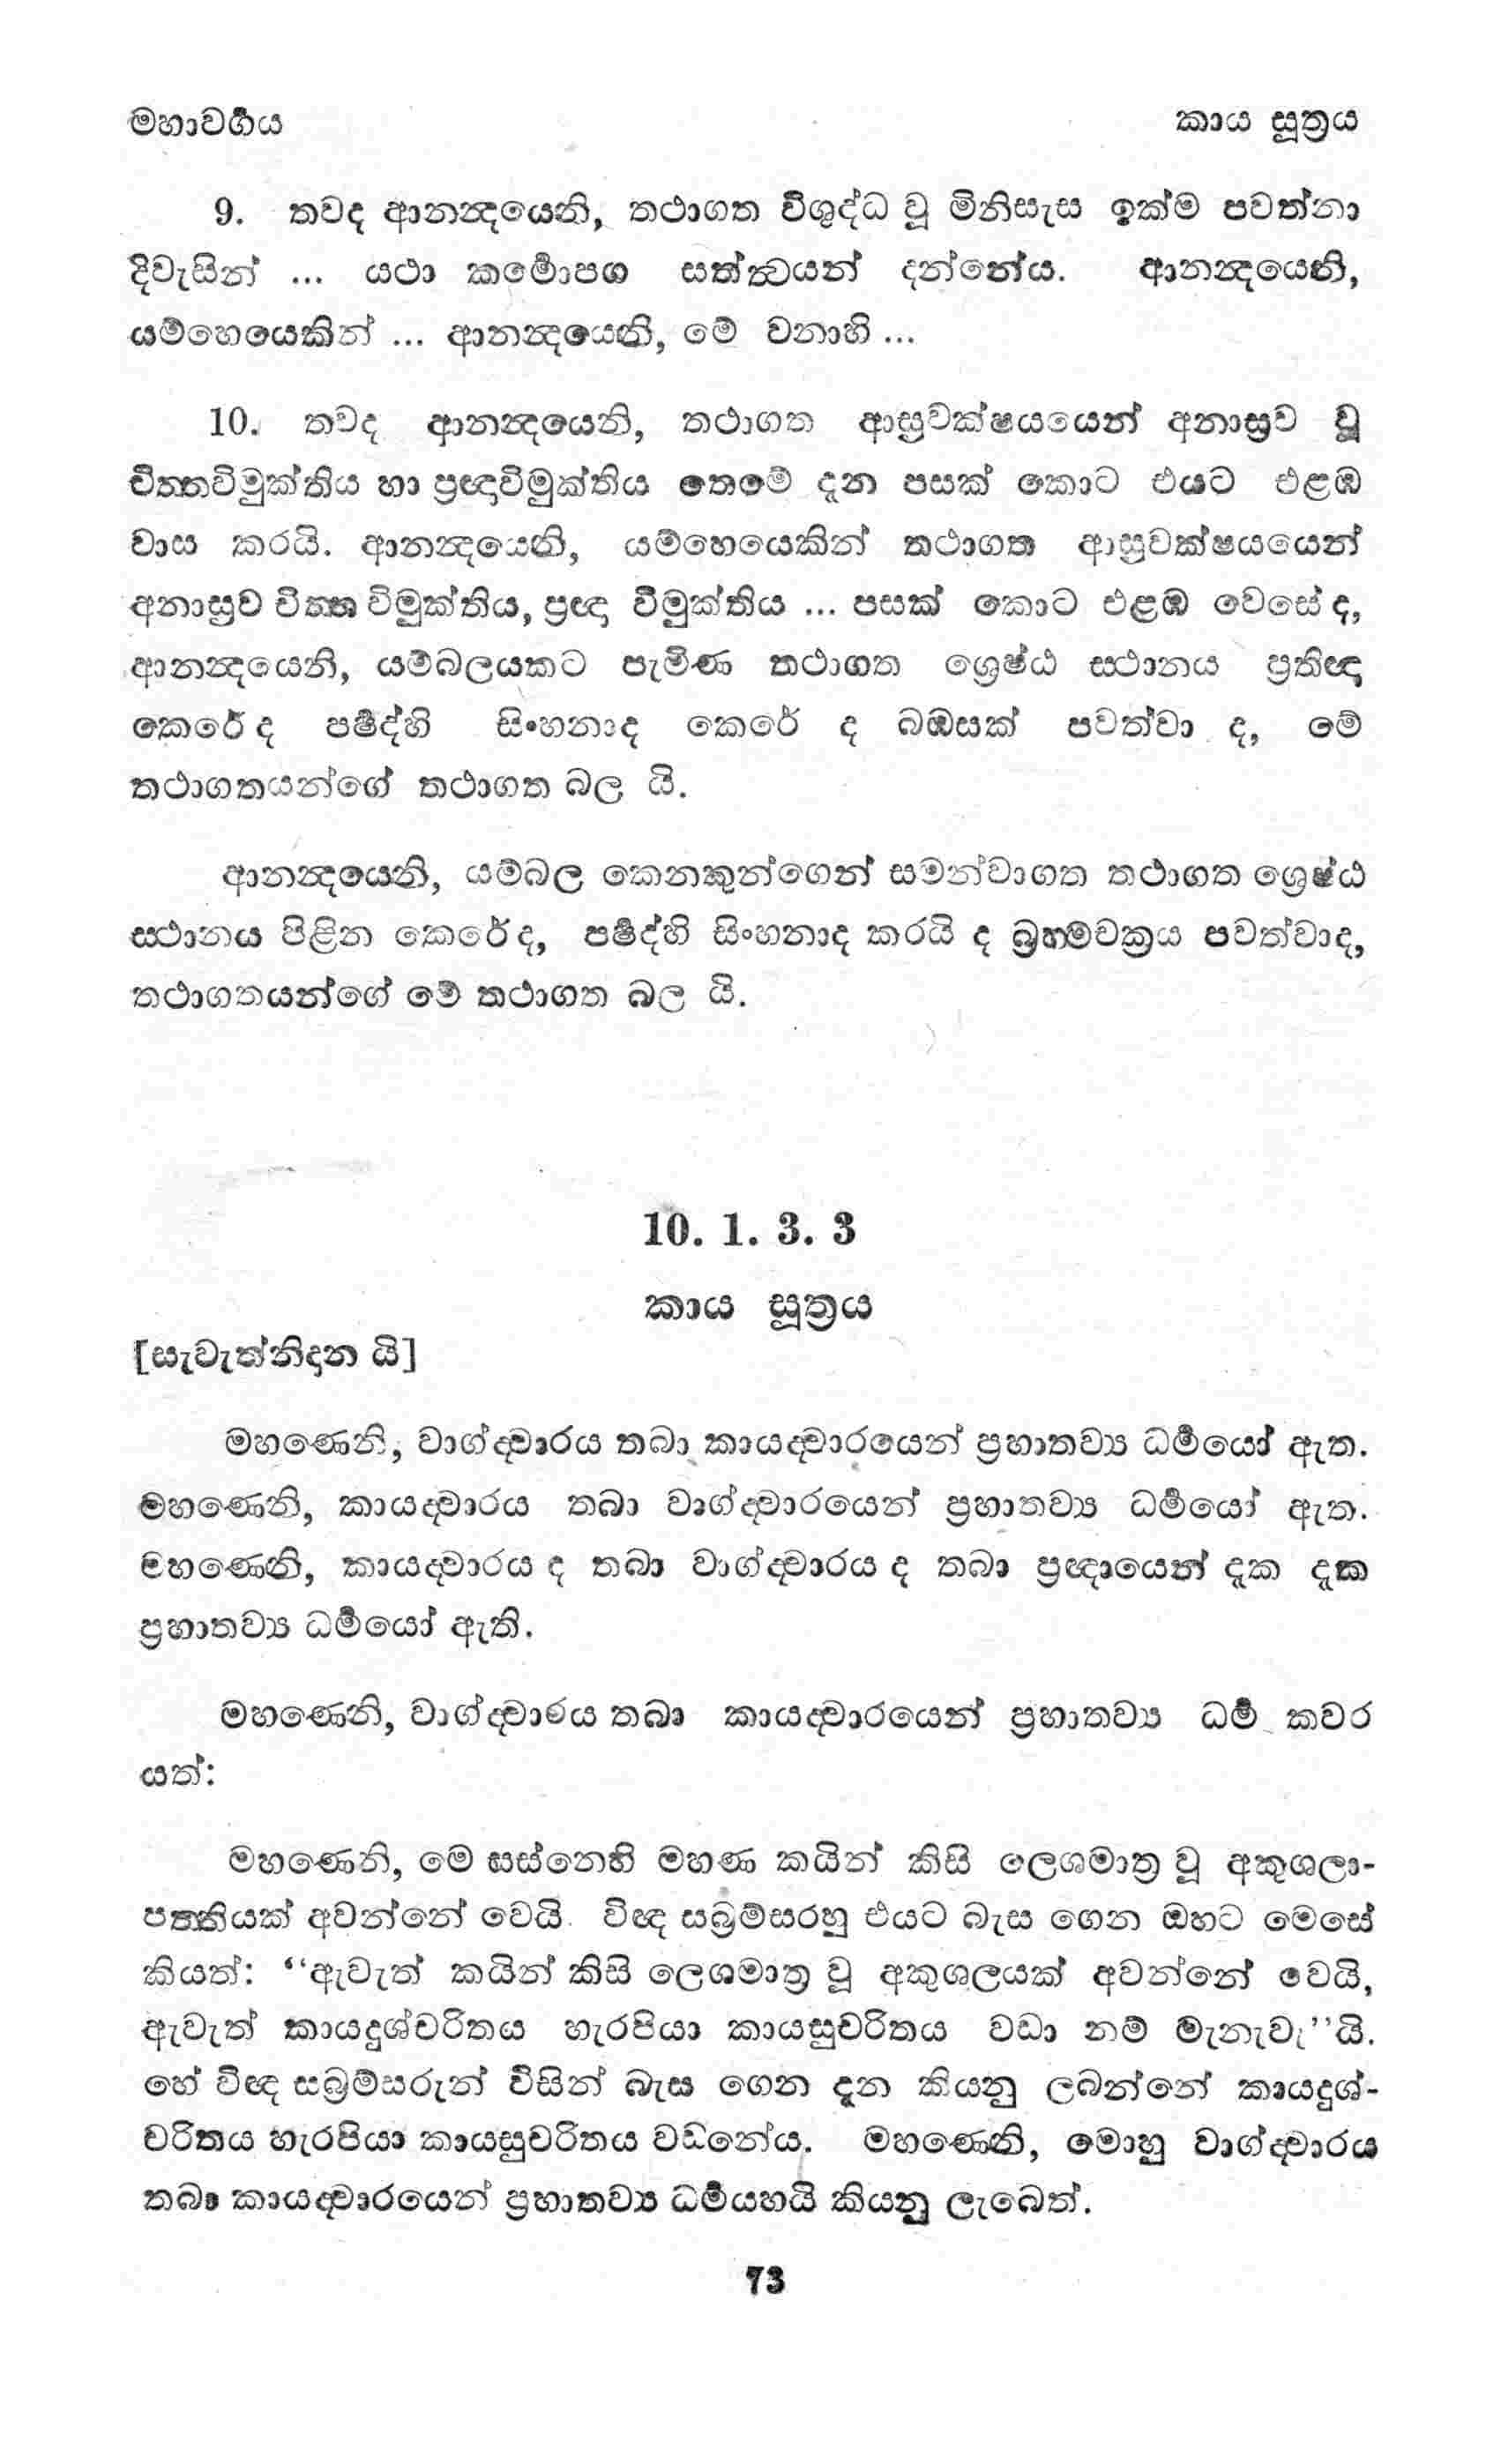 මහාවර්‍ගය
කාය සූත්‍රය
9. තවද ආනන්‍දයෙනි, තථාගත විශුද්ධ වූ මිනිසැස ඉක්ම පවත්නා
දිවැසින් ... යථා කර්‍මෝපග සත්ත්‍වයන් දන්නේය. ආනන්‍දයෙනි,
යම්හෙයෙකින් ... ආනන්‍දයෙනි, මේ වනාහි ...
10. තවද ආනන්‍දයෙනි, තථාගත ආස්‍රවක්ෂයයෙන් අනාස්‍රව වූ
චිත්තවිමුක්තිය හා ප්‍රඥාවිමුක්තිය තෙමේ දැන පසක් කොට එයට එළඹ
වාස කරයි. ආනන්‍දයෙනි, යම්හෙයෙකින් තථාගත ආස්‍රවක්ෂයයෙන්
අනාස්‍රව චිත්ත විමුක්තිය, ප්‍රඥා විමුක්තිය ... පසක් කොට එළඹ වෙසේ ද,
ආනන්‍දයෙනි, යම්බලයකට පැමිණ තථාගත ශ්‍රෙෂ්ඨ ස්ථානය ප්‍රතිඥා
කෙරේ ද පර්‍ෂද්හි සිංහනාද කෙරේ ද බඹසක් පවත්වා ද, මේ
තථාගතයන්ගේ තථාගත බල යි.
ආනන්‍දයෙනි, යම්බල කෙනකුන්ගෙන් සමන්වාගත තථාගත ශ්‍රෙෂ්ඨ
ස්ථානය පිළින කෙරේ ද, පර්‍ෂද්හි සිංහනාද කරයි ද බ්‍රහ්මචක්‍රය පවත්වාද,
තථාගතයන්ගේ මේ තථාගත බල යි.
10. 1. 3. 3
කාය සූත්‍රය
[සැවැත්නිදාන යි]
මහණෙනි, වාග්ද්‍වාරය තබා කායද්‍වාරයෙන් ප්‍රහාතව්‍ය ධර්‍මයෝ ඇත.
මහණෙනි, කායද්‍වාරය තබා වාග්ද්‍වාරයෙන් ප්‍රහාතව්‍ය ධර්‍මයෝ ඇත.
මහණෙනි, කායද්‍වාරය ද තබා වාග්ද්‍වාරය ද තබා ප්‍රඥායෙන් දැක දැක
ප්‍රහාතව්‍ය ධර්‍මයෝ ඇති.
මහණෙනි, වාග්ද්‍වාරය තබා කායද්‍වාරයෙන් ප්‍රහාතව්‍ය ධර්‍ම කවර
යත්:
මහණෙනි, මෙ සස්නෙහි මහණ කයින් කිසි ලෙශමාත්‍ර වූ අකුශලා-
පත්තියක් අවන්නේ වෙයි. විඥ සබ්‍රම්සරහු එයට බැස ගෙන ඔහට මෙසේ
කියත්: “ඇවැත් කයින් කිසි ලෙශමාත්‍ර වූ අකුශලයක් අවන්නේ වෙයි,
ඇවැත් කායදුශ්චරිතය හැරපියා කායසුචරිතය වඩා නම් මැනැවැ”යි.
හේ විඥ සබ්‍රම්සරුන් විසින් බැස ගෙන දැන කියනු ලබන්නේ කායදුශ්-
චරිතය හැරපියා කායසුචරිතය වඩනේය. මහණෙනි, මොහු වාග්ද්‍වාරය
තබා කායද්‍වාරයෙන් ප්‍රහාතව්‍ය ධර්‍මයහයි කියනු ලැබෙත්.
73